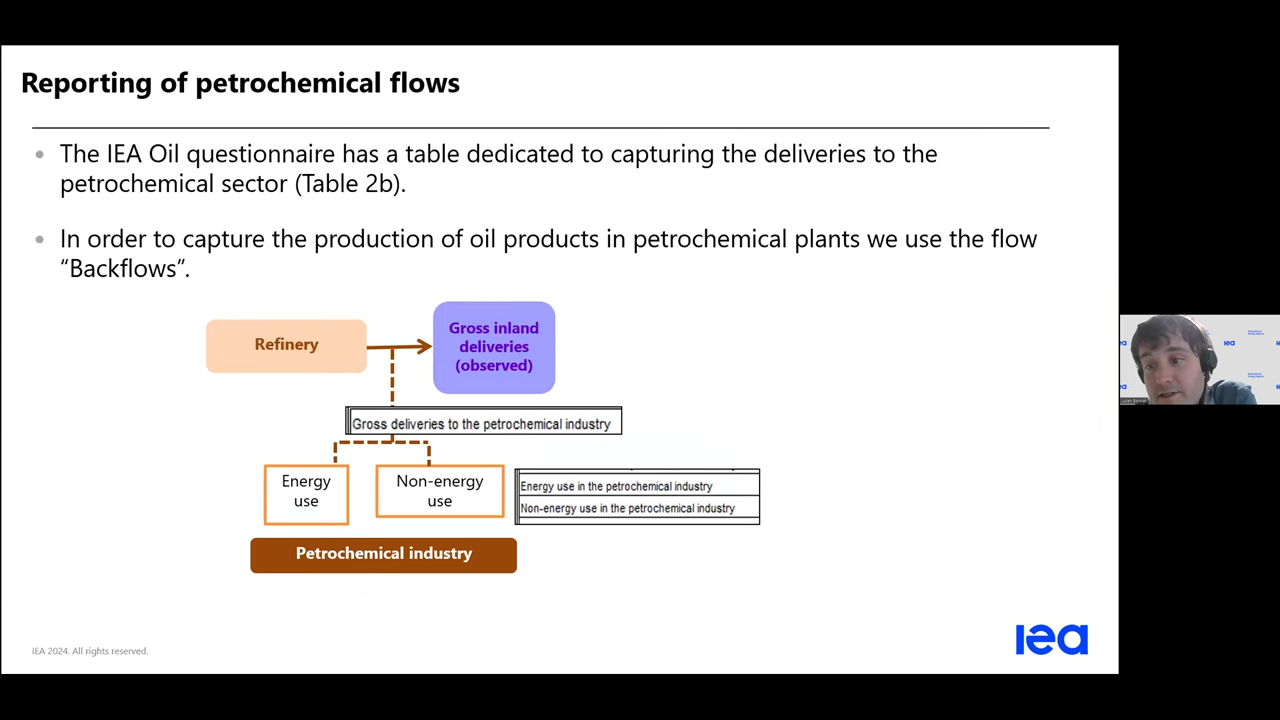 Reporting of petrochemical flows
The IEA Oil questionnaire has a table dedicated to capturing the deliveries to the
petrochemical sector (Table 2b).
In order to capture the production of oil products in petrochemical plants we use the flow
“Backflows”.
Refinery
Gross inland
deliveries
(observed)
Gross deliveries to the petrochemical industry
Energy
use
Non-energy
use
Energy use in the petrochemical industry
Non-energy use in the petrochemical industry
Petrochemical industry
IEA 2024. All rights reserved.
iea
iea